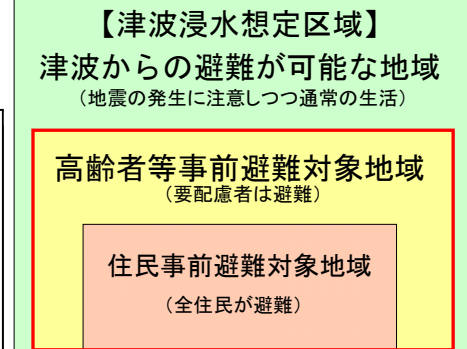 【津波浸水想定区域】
津波からの避難が可能な地域
（地震の発生に注意しつつ通常の生活）
高齢者等事前避難対象地域
（要配慮者は避難）
住民事前避難対象地域
（全住民が避難）